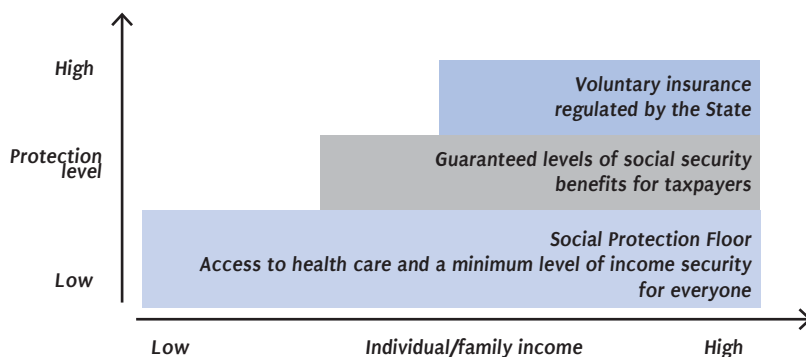 High
Voluntary insurance
regulated by the State
Protection
level
Guaranteed levels of social security
benefits for taxpayers
Social Protection Floor
Access to health care and a minimum level of income security
for everyone
Low
Low
Individual/family income
High